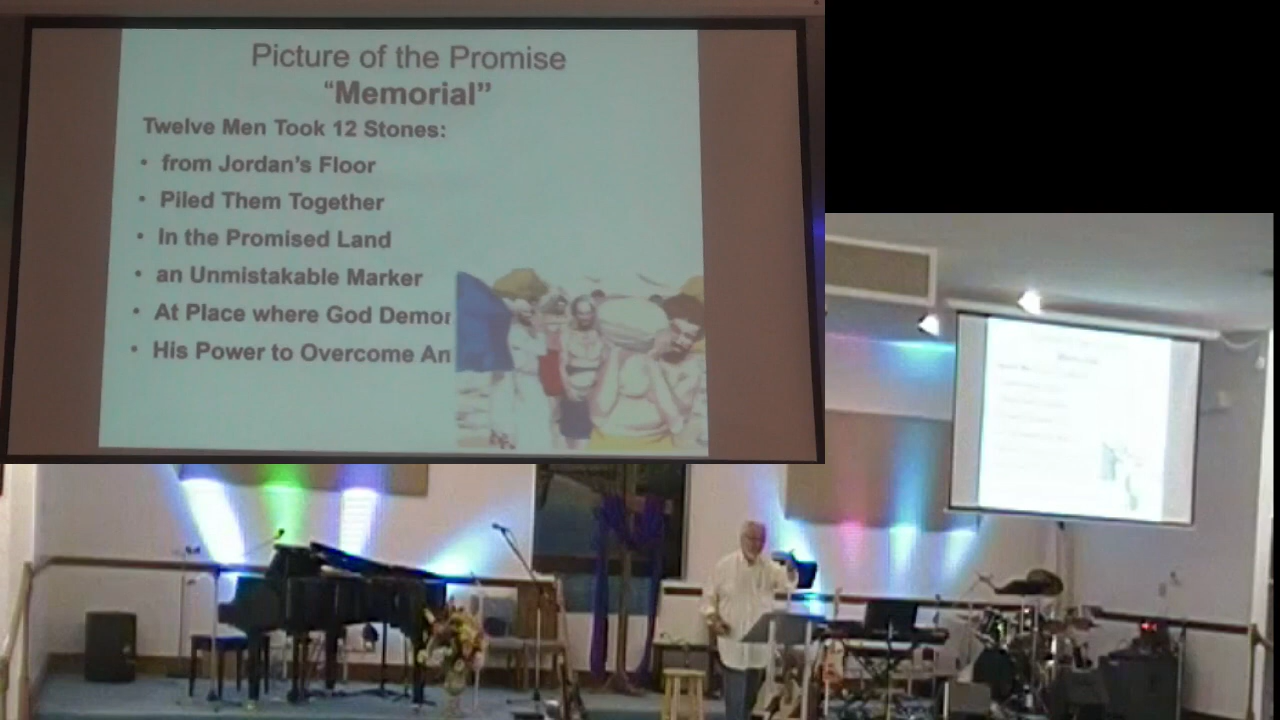 Picture of the Promise
“Memorial”
Twelve Men Took 12 Stones:
• from Jordan's Floor
• Piled Them Together
• In the Promised Land
• an Unmistakable Marker
• At Place where God Demor
• His Power to Overcome An